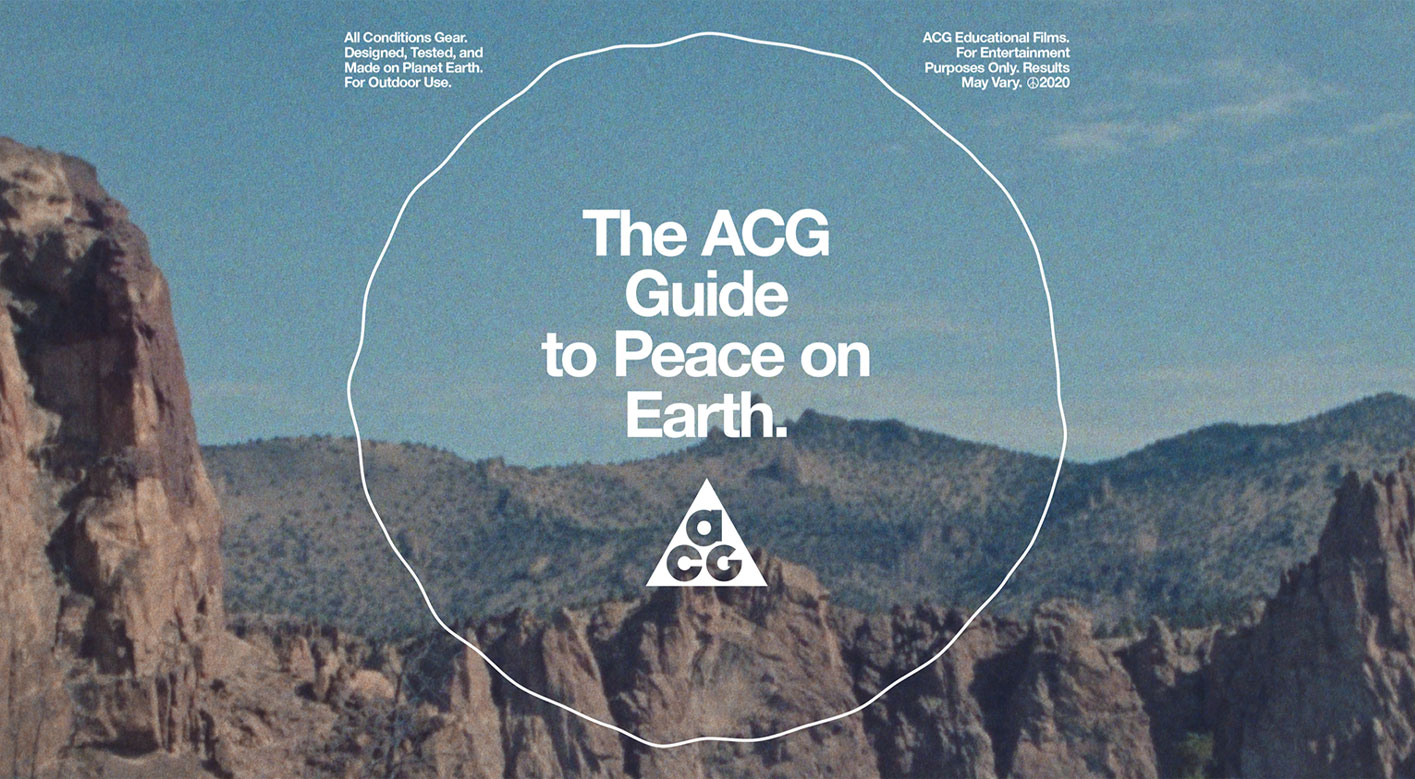 All Conditions Gear.
Designed, Tested, and
Made on Planet Earth.
For Outdoor Use.
ACG Educational Films.
For Entertainment
Purposes Only. Results
May Vary. ☮2020
The ACG
Guide
to Peace on
Earth.
a
CG